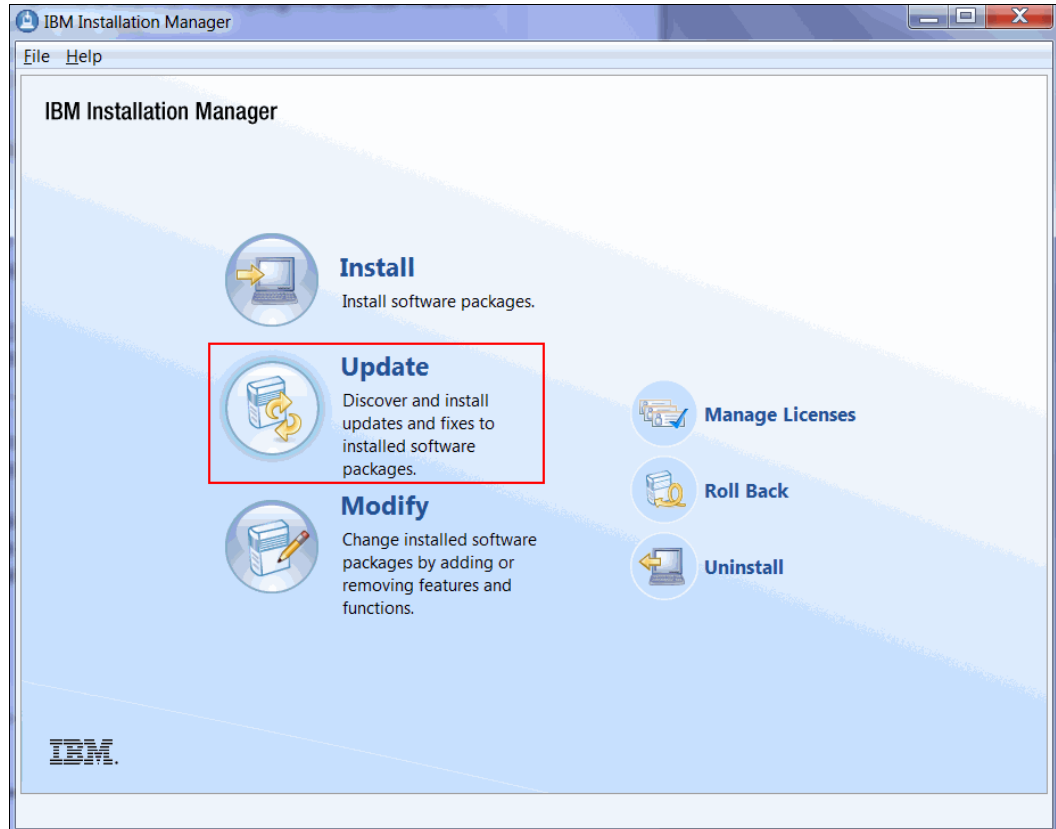 IBM Installation Manager
File Help
IBM Installation Manager
Install
Install software packages.
Update
Discover and install
updates and fixes to
installed software
packages.
Modify
Change installed software
packages by adding or
removing features and
functions.
Manage Licenses
Roll Back
Uninstall
IBM.